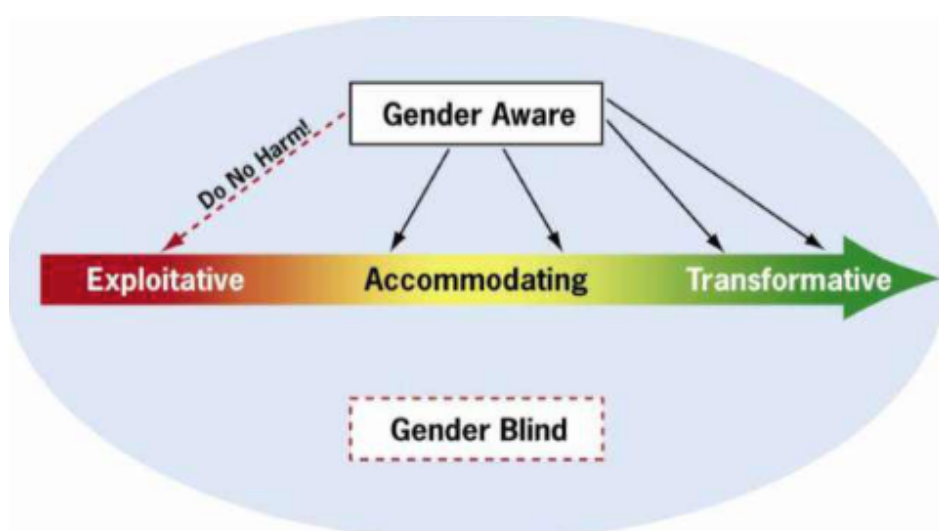 Gender Aware
Do No Harm!
Exploitative
Accommodating
Transformative
Gender Blind